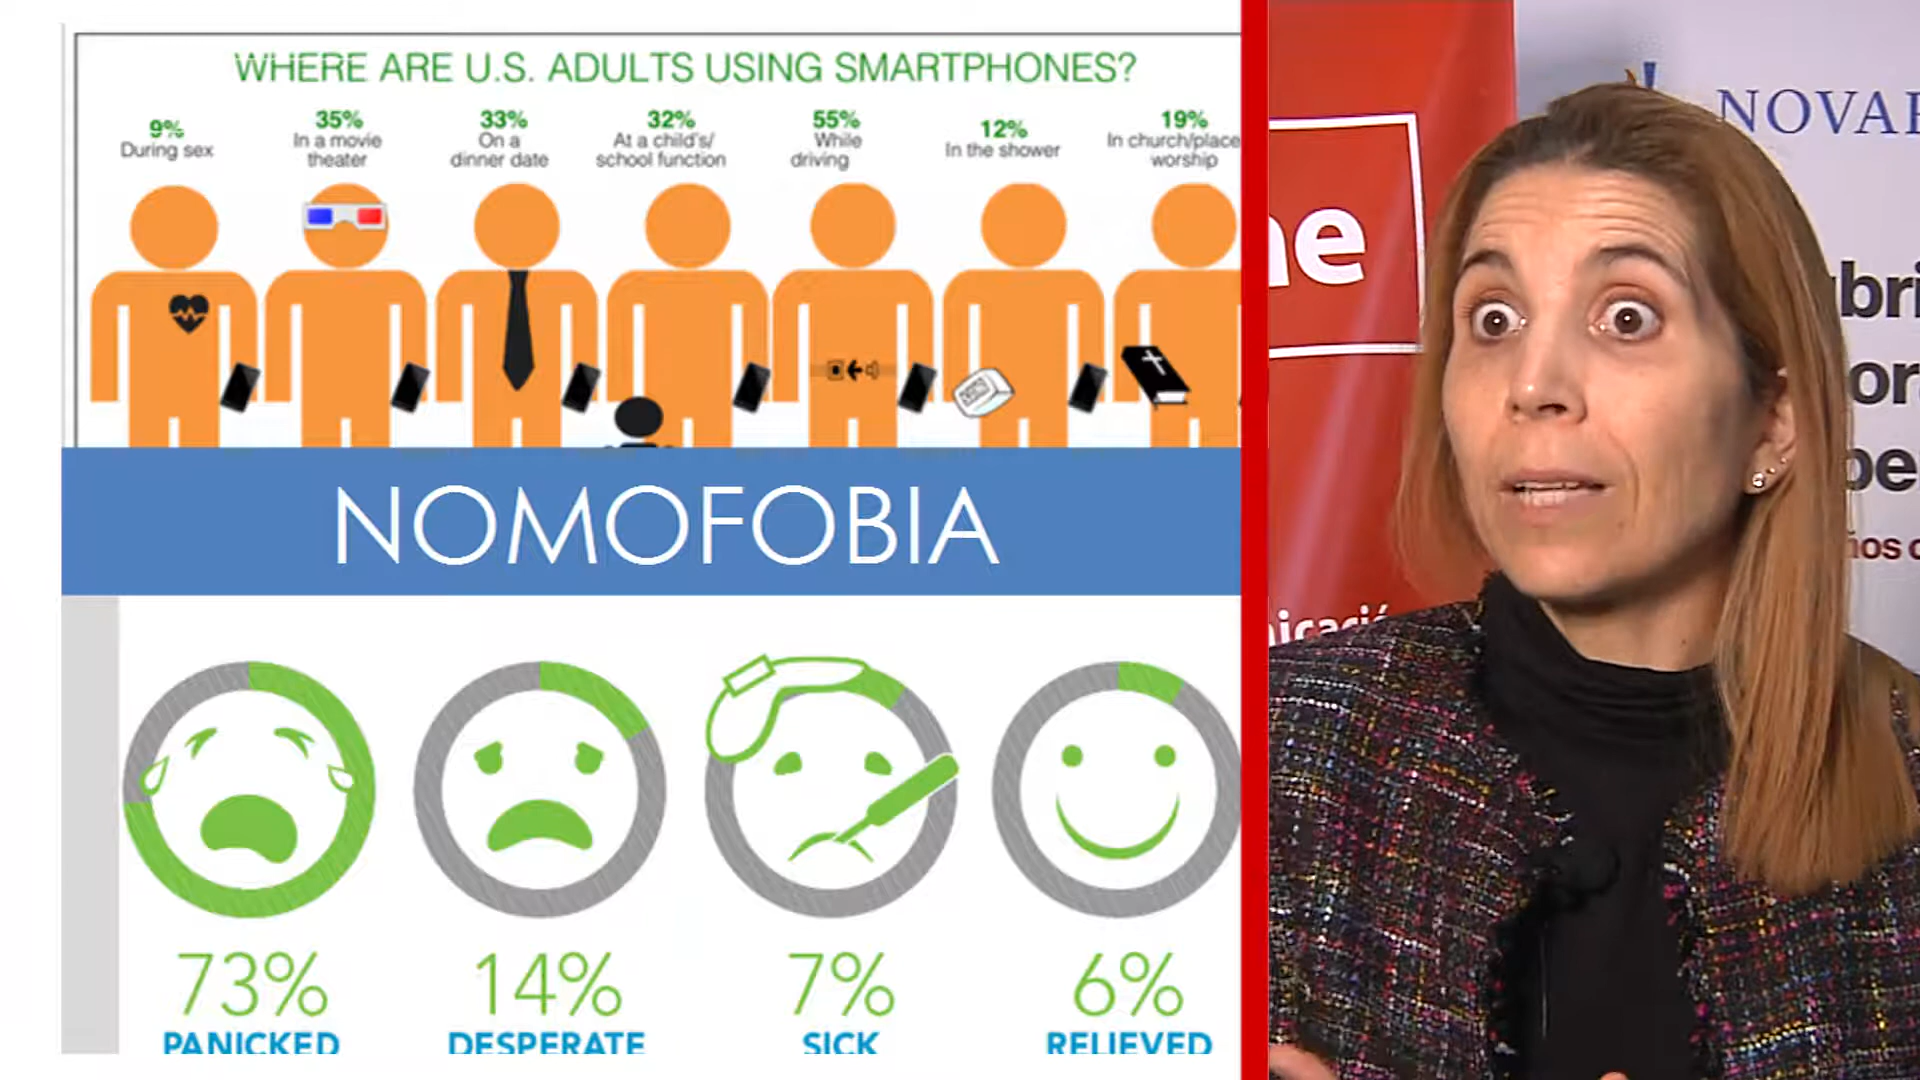 WHERE ARE U.S. ADULTS USING SMARTPHONES?
9%
During sex
35%
In a movie
theater
33%
On a
dinner date
32%
At a child's/
school function
55%
While
driving
12%
In the shower
19%
In church/place
worship
NOMOFOBIA
73%
PANICKED
14%
DESPERATE
7%
SICK
6%
RELIEVED